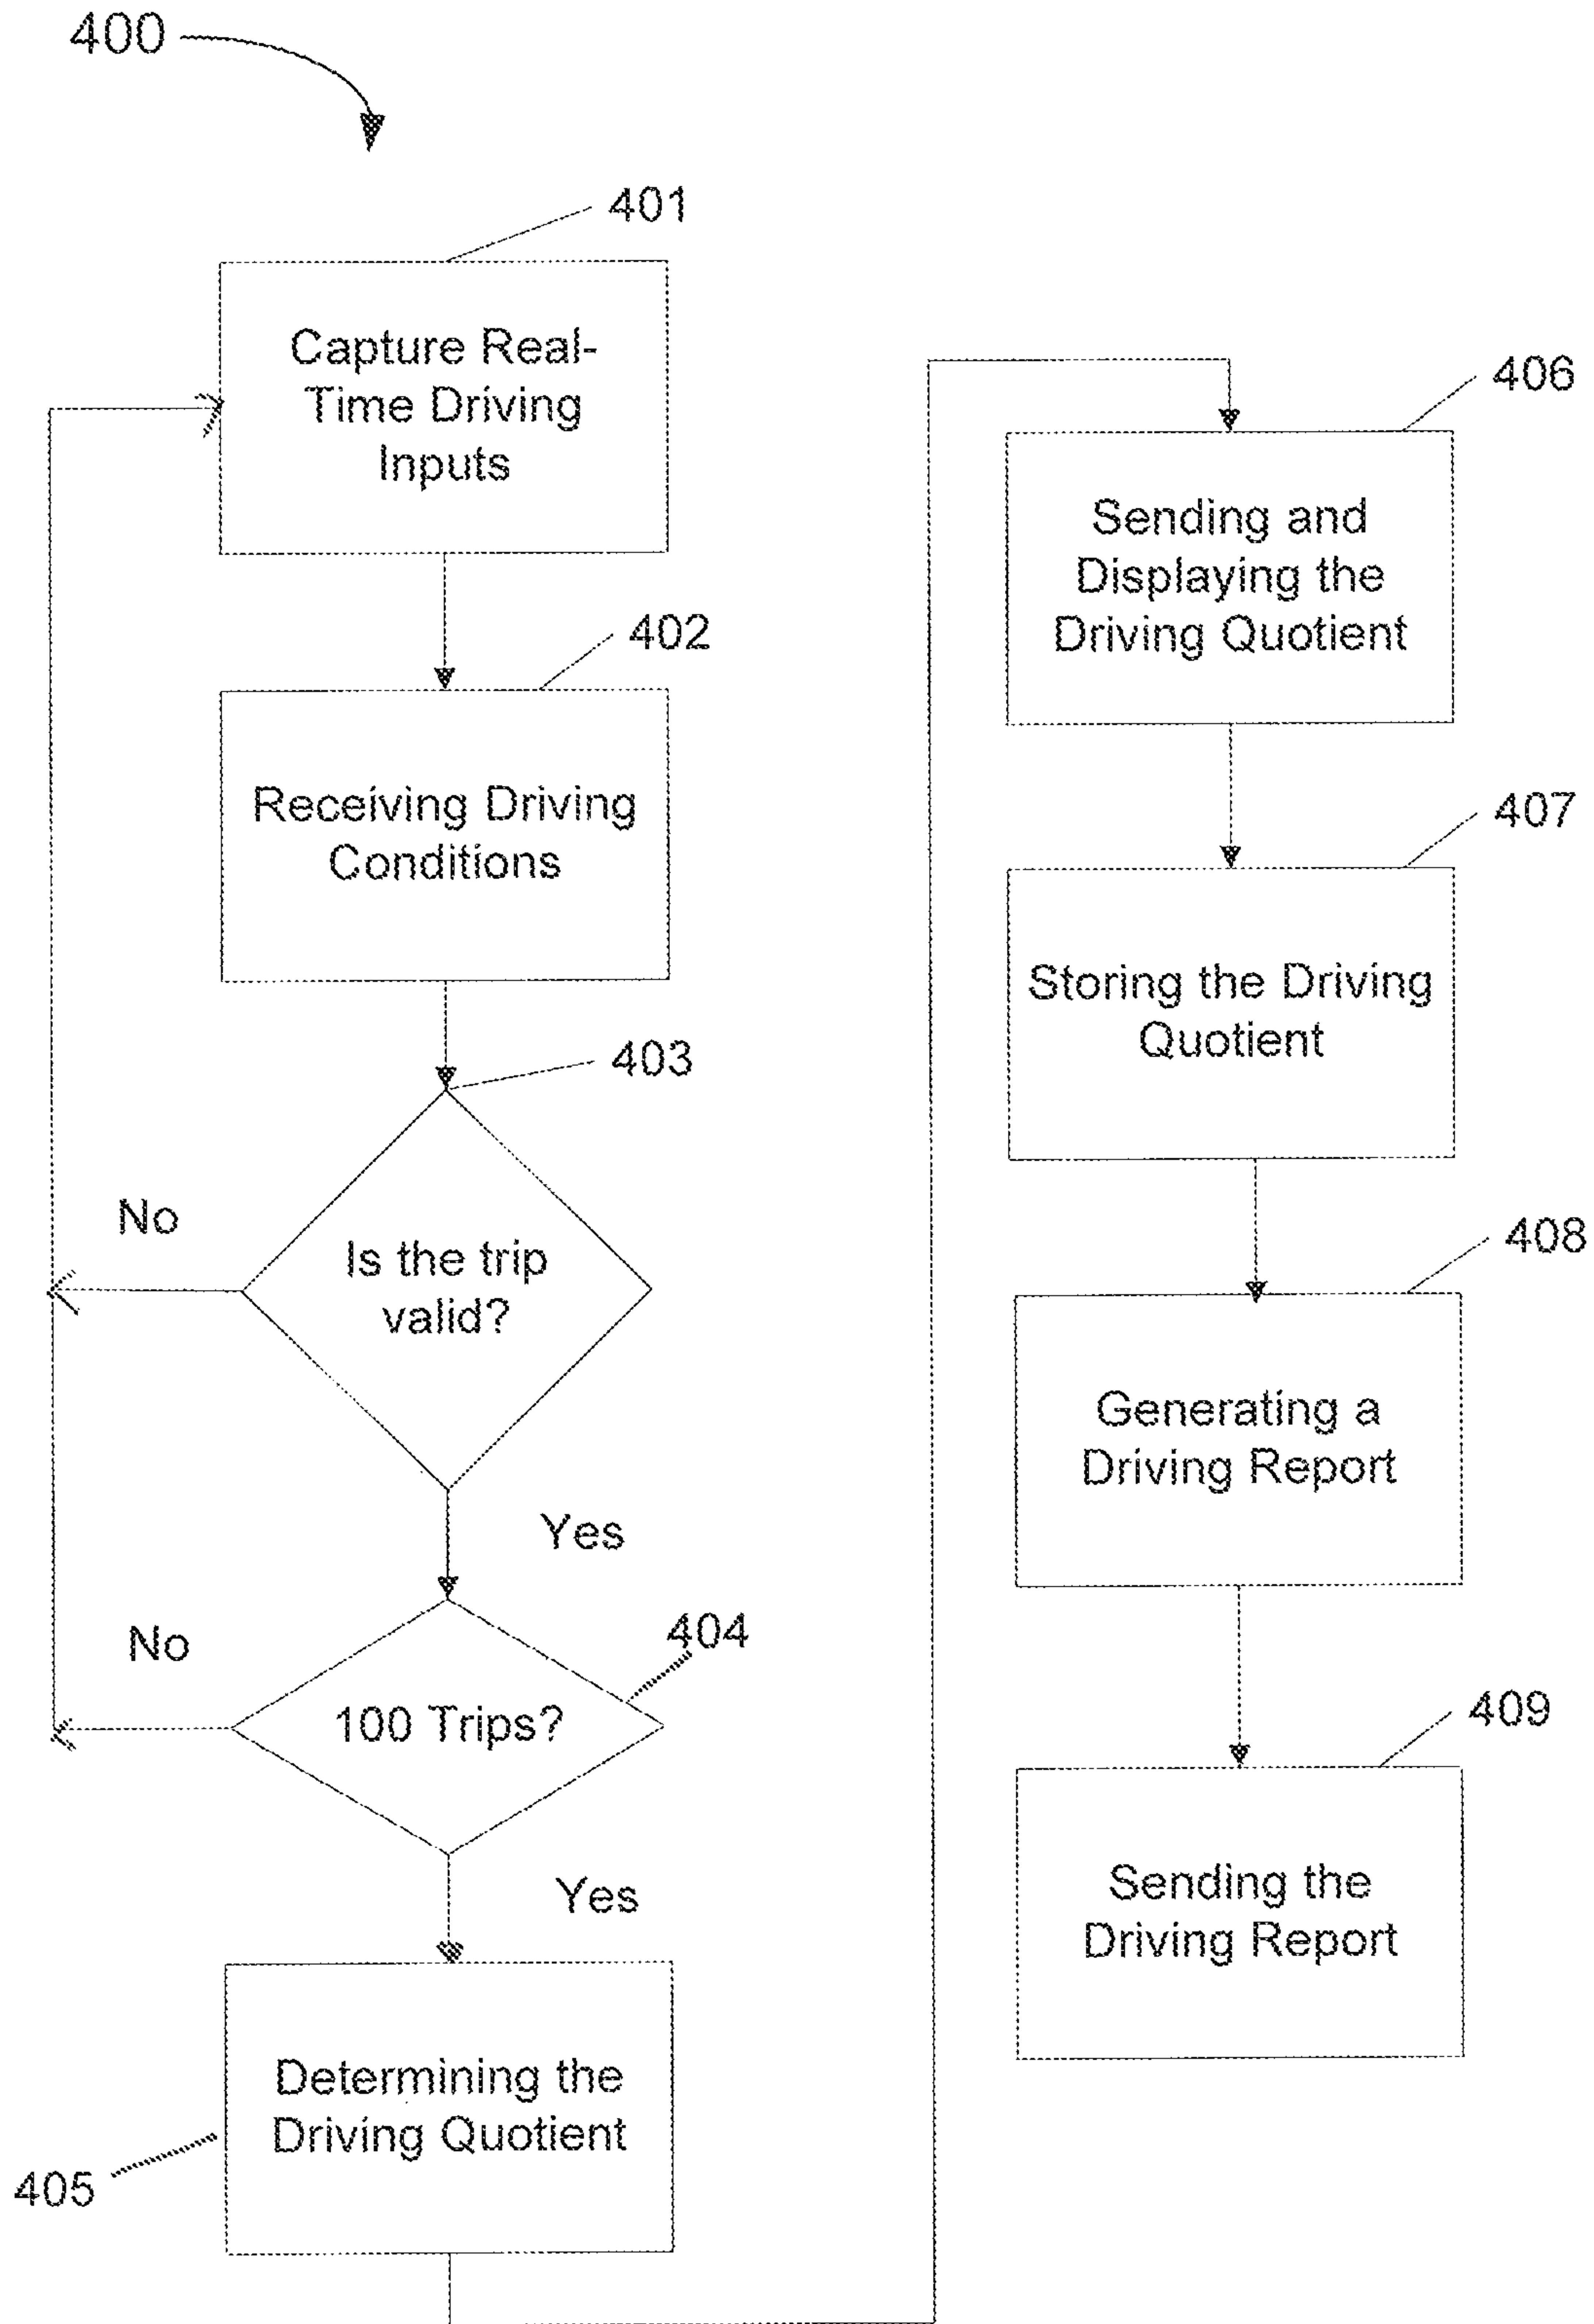 400
401
Capture Real-
Time Driving
Inputs
402
Receiving Driving
Conditions
403
Is the trip
valid?
No
Yes
404
100 Trips?
No
Yes
405
Determining the
Driving Quotient
406
Sending and
Displaying the
Driving Quotient
407
Storing the Driving
Quotient
408
Generating a
Driving Report
409
Sending the
Driving Report